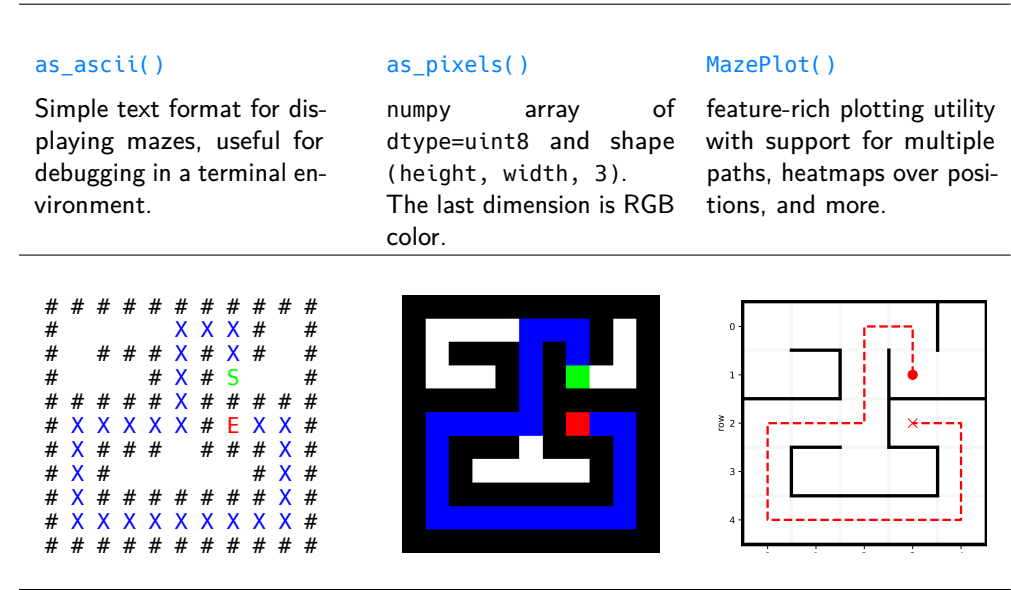 as_ascii()
Simple text format for dis-
playing mazes, useful for
debugging in a terminal en-
vironment.
as_pixels()
numpy array of
dtype=uint8 and shape
(height, width, 3).
The last dimension is RGB
color.
MazePlot()
feature-rich plotting utility
with support for multiple
paths, heatmaps over posi-
tions, and more.
# # # # # # # # # # #
#         X X X #   #
#   # # # X # X #   #
#       # X # S     #
# # # # # X # # # # #
# X X X X X # E X X #
# X # # #   # # # X #
# X #           # X #
# X # # # # # # # X #
# X X X X X X X X X #
# # # # # # # # # # #
row
0
1
2
3
4